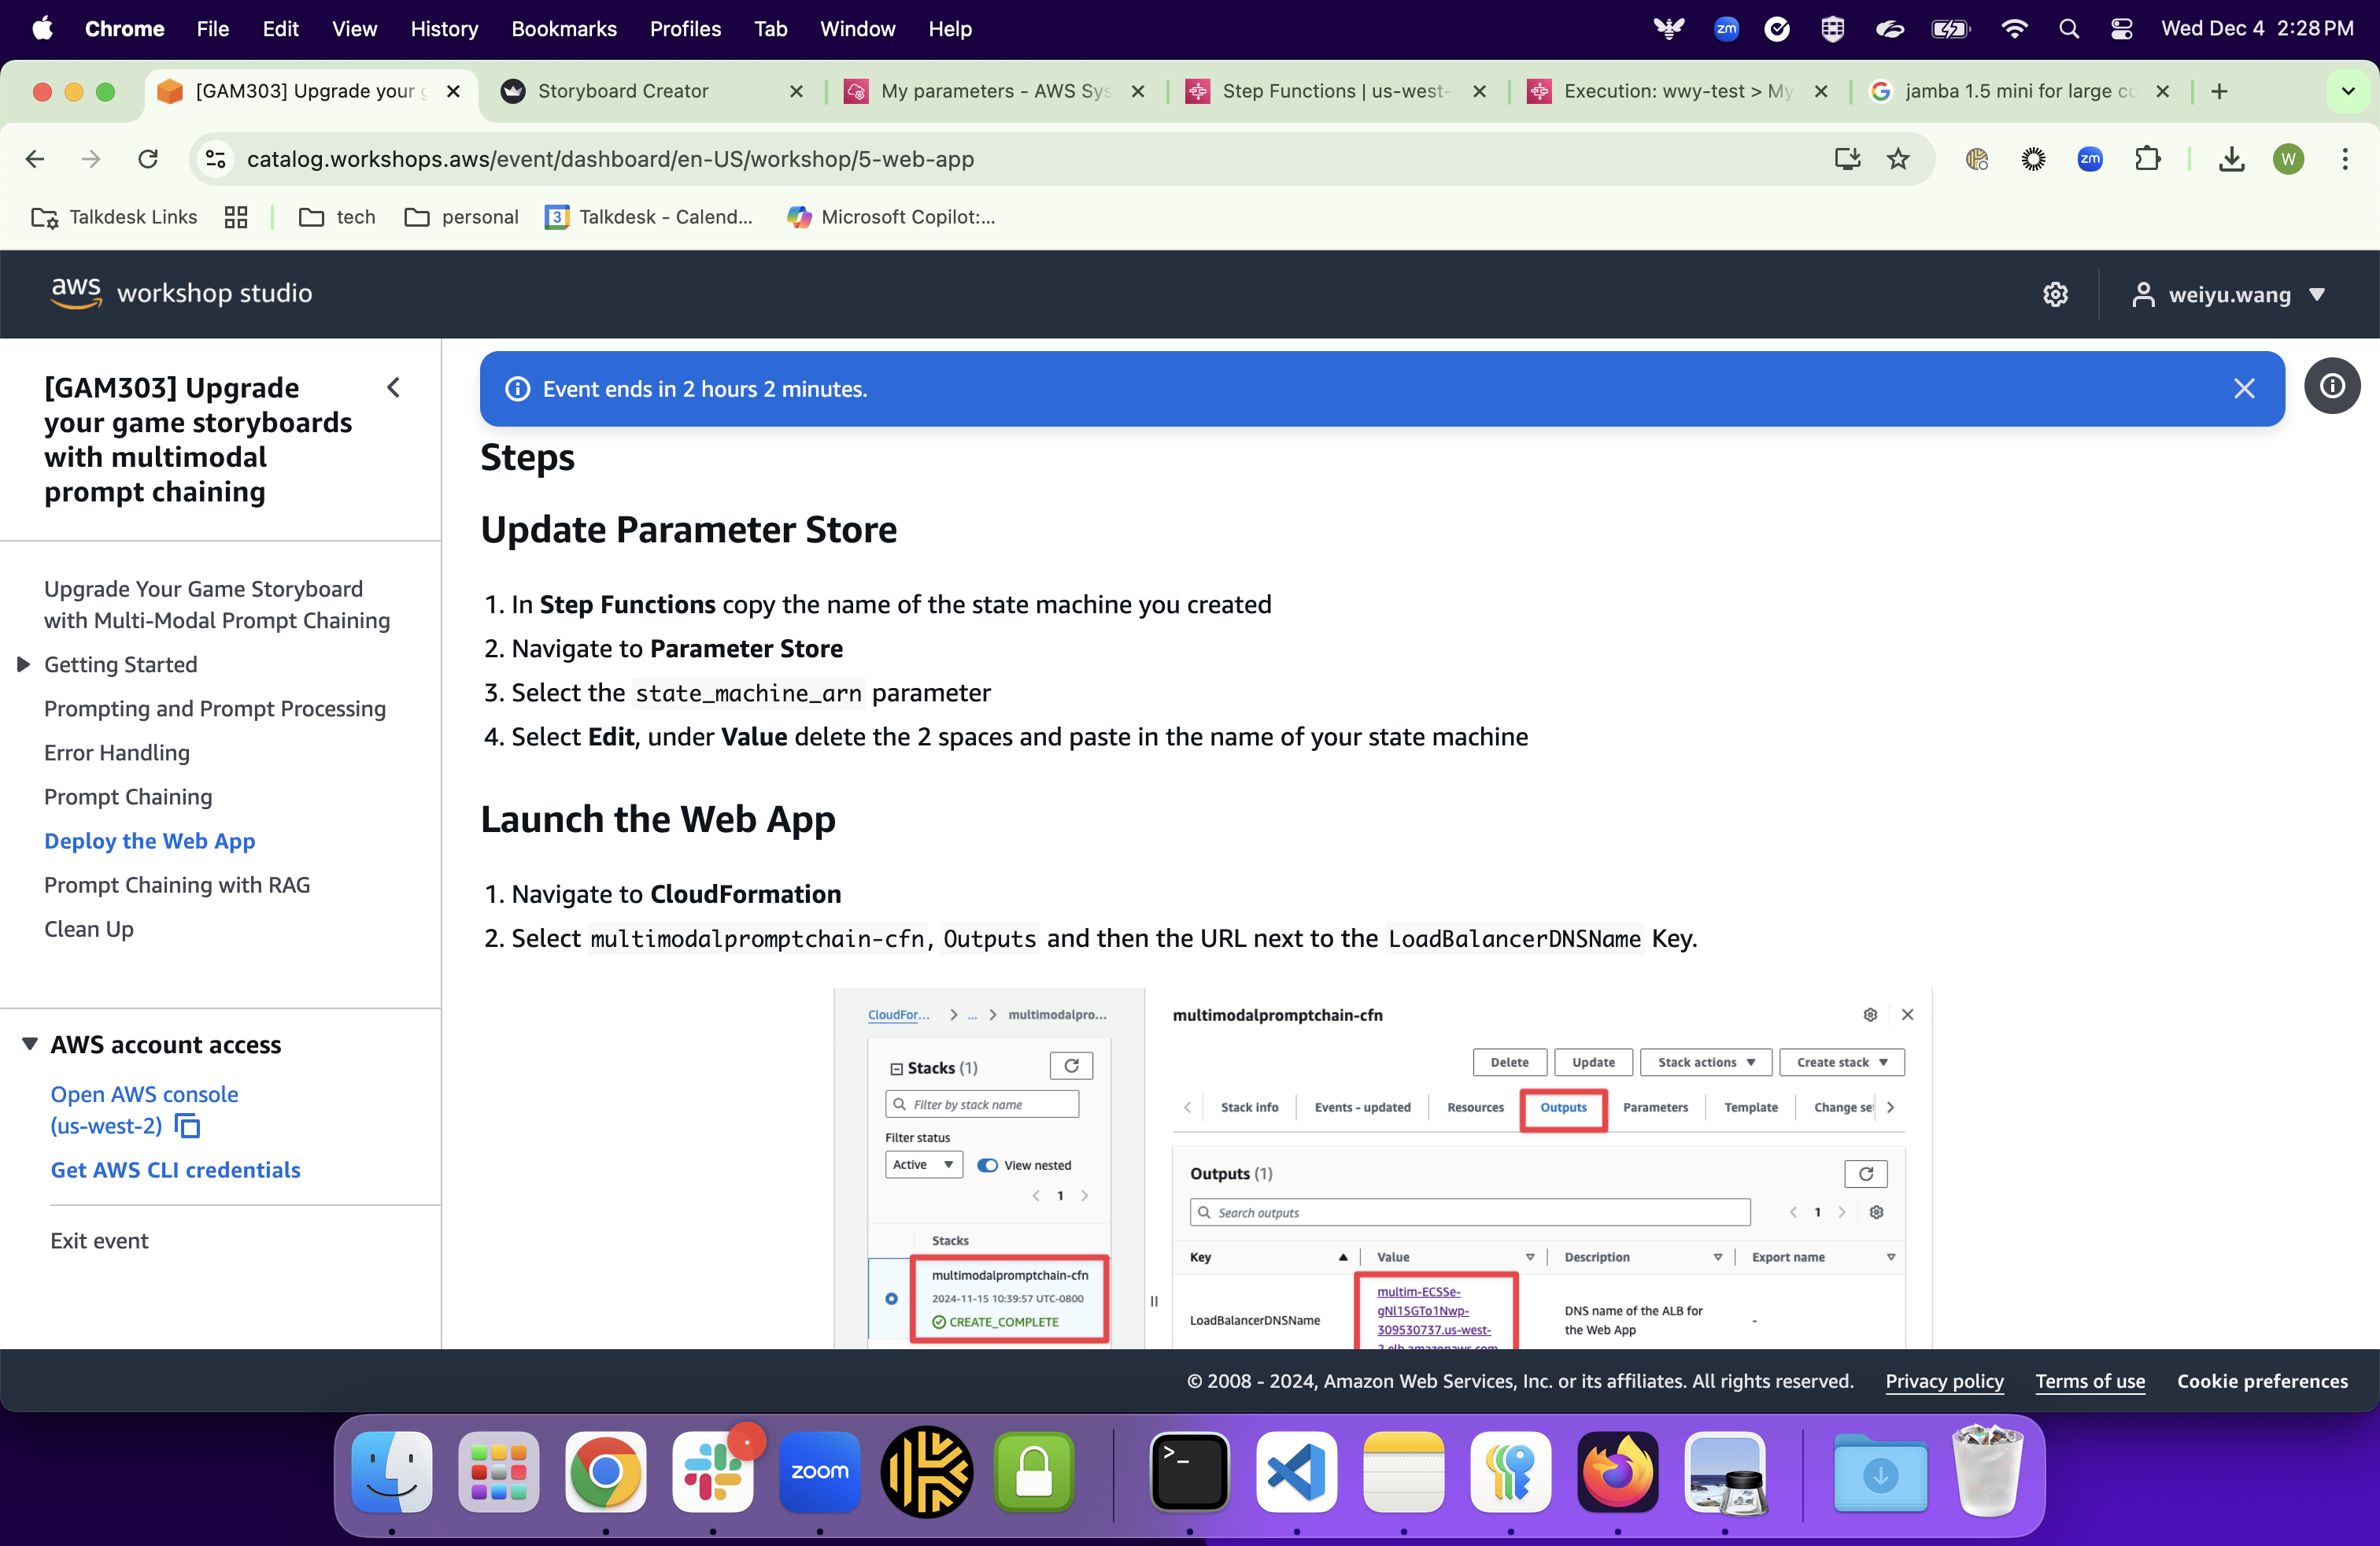 Chrome File Edit View History Bookmarks Profiles Tab Window Help zm Wed Dec 4 2:28 PM
[GAM303] Upgrade your Storyboard Creator My parameters - AWS Sys Step Functions | us-west- Execution: wwy-test > My jamba 1.5 mini for large co
catalog.workshops.aws/event/dashboard/en-US/workshop/5-web-app zm W
Talkdesk Links tech personal 3 Talkdesk - Calend... Microsoft Copilot:...
aws workshop studio weiyu.wang
[GAM303] Upgrade
your game storyboards
with multimodal
prompt chaining
Upgrade Your Game Storyboard
with Multi-Modal Prompt Chaining
Getting Started
Prompting and Prompt Processing
Error Handling
Prompt Chaining
Deploy the Web App
Prompt Chaining with RAG
Clean Up
AWS account access
Open AWS console
(us-west-2)
Get AWS CLI credentials
Exit event
Event ends in 2 hours 2 minutes.
Steps
Update Parameter Store
1. In Step Functions copy the name of the state machine you created
2. Navigate to Parameter Store
3. Select the state_machine_arn parameter
4. Select Edit, under Value delete the 2 spaces and paste in the name of your state machine
Launch the Web App
1. Navigate to CloudFormation
2. Select multimodalpromptchain-cfn, Outputs and then the URL next to the LoadBalancerDNSName Key.
CloudFor... > ... > multimodalpro...
Stacks (1)
Filter by stack name
Filter status
Active View nested
1
Stacks
multimodalpromptchain-cfn
2024-11-15 10:39:57 UTC-0800
CREATE_COMPLETE
multimodalpromptchain-cfn
Delete Update Stack actions Create stack
Stack info Events - updated Resources Outputs Parameters Template Change set
Outputs (1)
Search outputs 1
Key Value Description Export name
LoadBalancerDNSName
multim-ECSSe-
gNl1SGTo1Nwp-
309530737.us-west-
2.elb.amazonaws.com
DNS name of the ALB for
the Web App
-
© 2008 - 2024, Amazon Web Services, Inc. or its affiliates. All rights reserved. Privacy policy Terms of use Cookie preferences
zoom